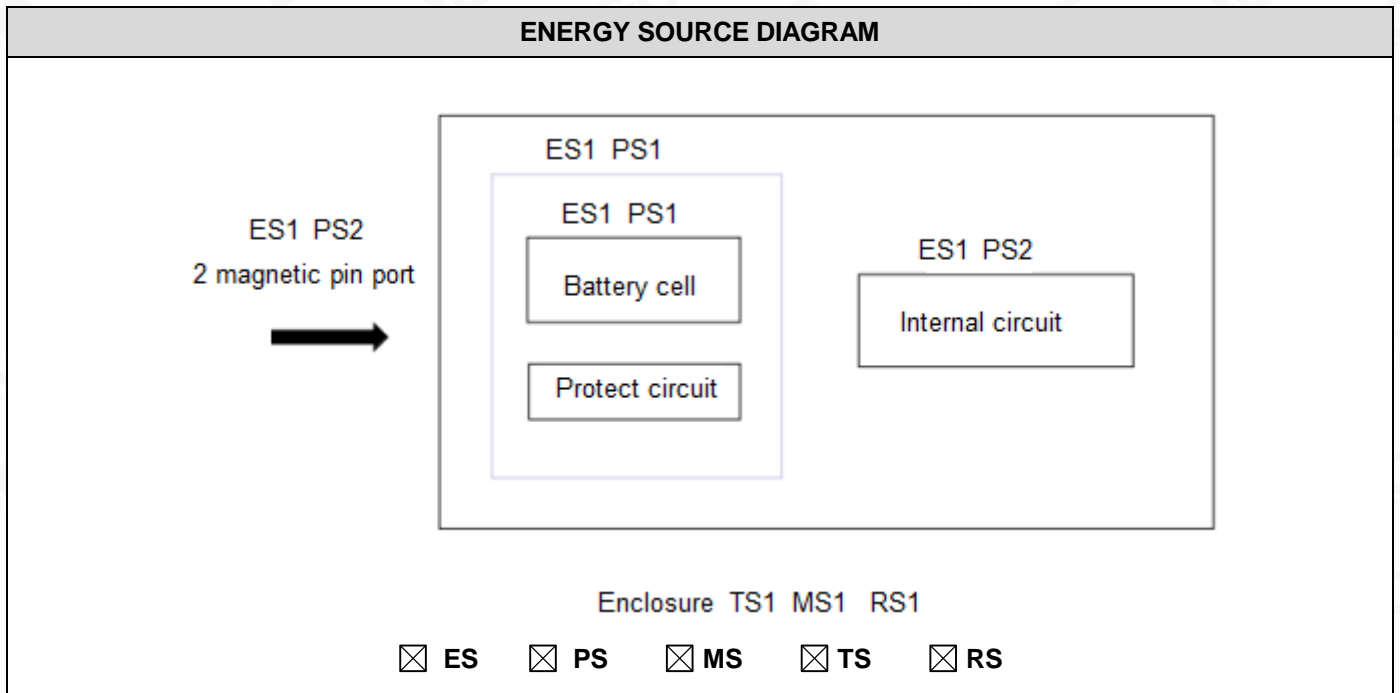 ENERGY SOURCE DIAGRAM
ES1 PS1
ES1 PS2
2 magnetic pin port
ES1 PS1
Battery cell
Protect circuit
ES1 PS2
Internal circuit
Enclosure TS1 MS1 RS1
☒ ES ☒ PS ☒ MS ☒ TS ☒ RS